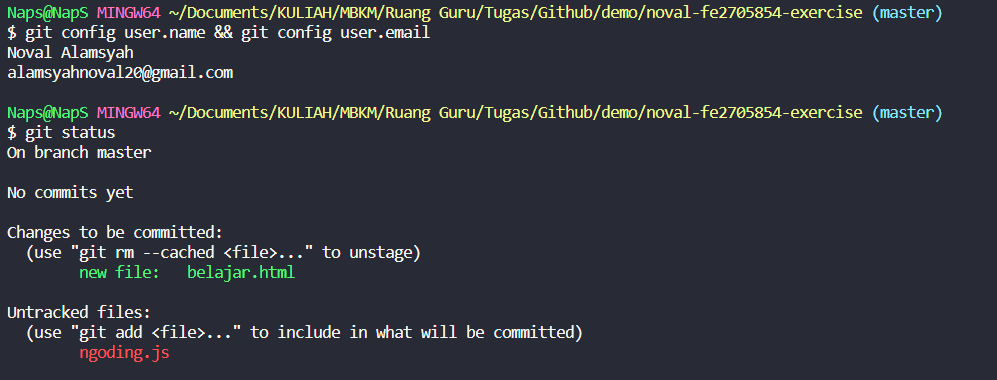 Naps@NapS MINGW64 ~/Documents/KULIAH/MBKM/Ruang Guru/Tugas/Github/demo/noval-fe2705854-exercise (master)
$ git config user.name && git config user.email
Noval Alamsyah
alamsyahnoval20@gmail.com
Naps@NapS MINGW64 ~/Documents/KULIAH/MBKM/Ruang Guru/Tugas/Github/demo/noval-fe2705854-exercise (master)
$ git status
On branch master
No commits yet
Changes to be committed:
(use "git rm --cached <file>..." to unstage)
new file:   belajar.html
Untracked files:
(use "git add <file>..." to include in what will be committed)
ngoding.js